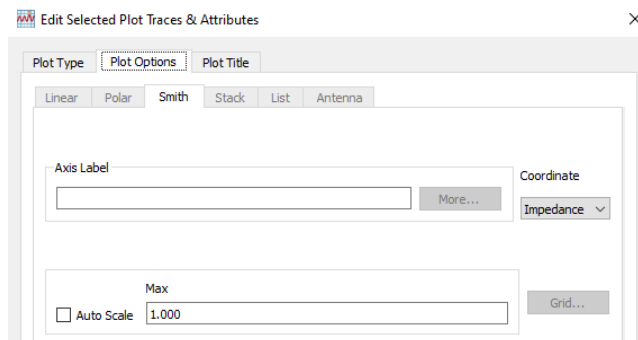 Edit Selected Plot Traces & Attributes
Plot Type Plot Options Plot Title
Linear Polar Smith Stack List Antenna
Axis Label
More...
Coordinate
Impedance
Max
Auto Scale 1.000
Grid...